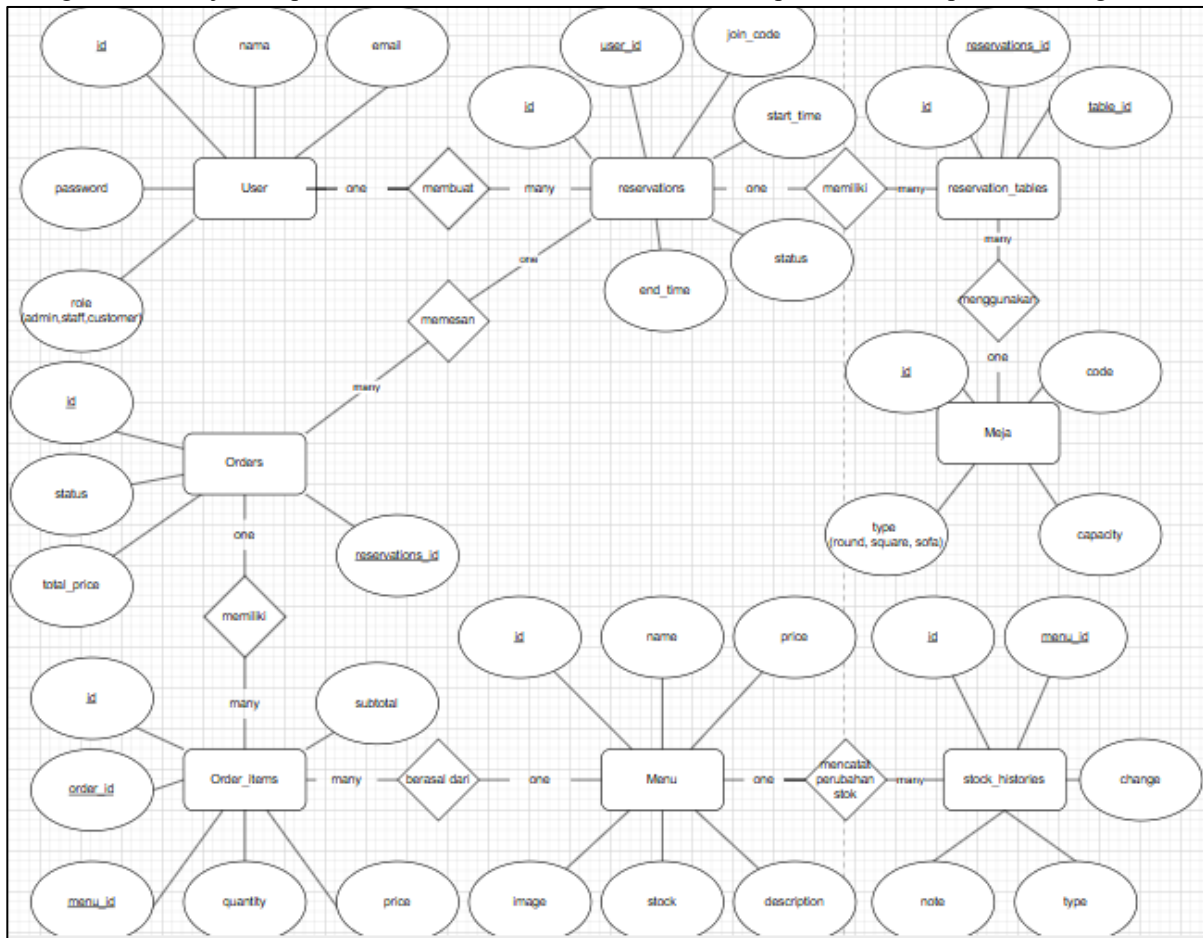 id
nama
email
user_id
join_code
reservations_id
id
start_time
id
table_id
password
User
one
membuat
many
reservations
one
memiliki
many
reservation_tables
many
one
status
end_time
role
(admin,staff,customer)
memesan
menggunakan
one
many
id
id
code
Meja
Orders
status
type
(round, square, sofa)
capacity
one
reservations_id
total_price
memiliki
id
name
price
id
menu_id
id
many
subtotal
order_id
Order_items
many
berasal dari
one
Menu
one
mencatat
perubahan
stok
many
stock_histories
change
menu_id
quantity
price
image
stock
description
note
type